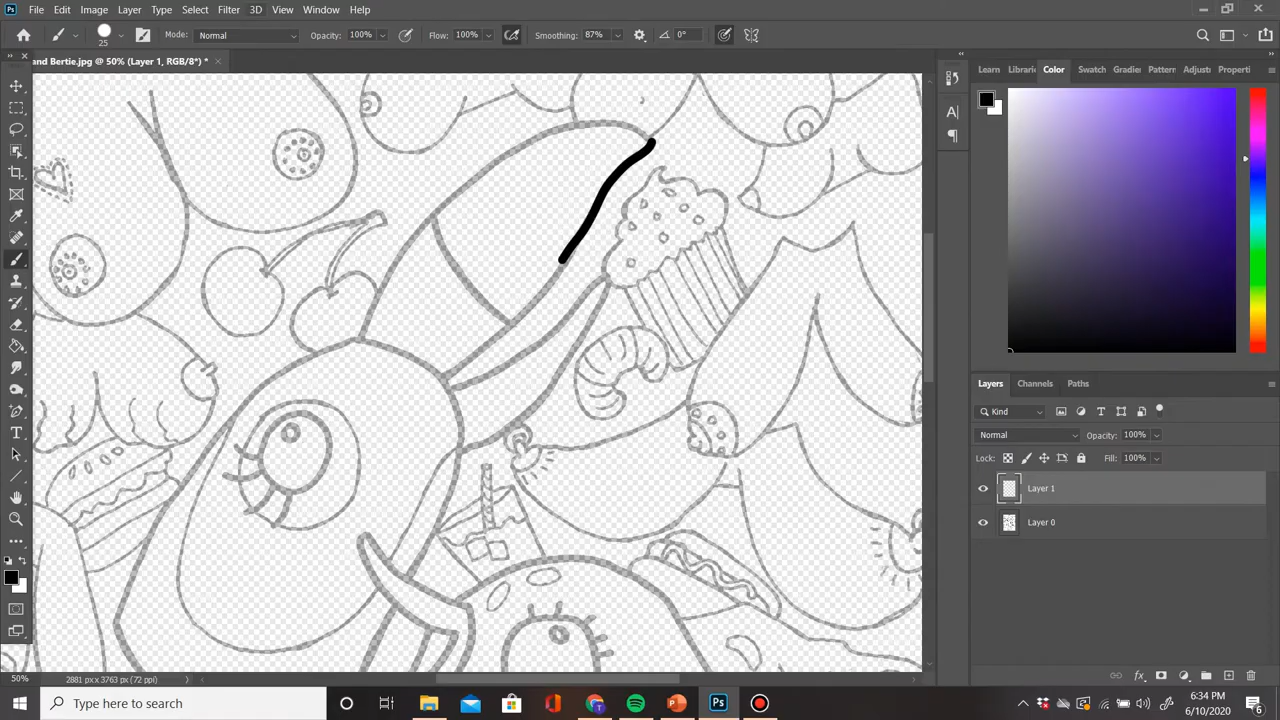 Ps File Edit Image Layer Type Select Filter 3D View Window Help
25 Mode: Normal Opacity: 100% Flow: 100% Smoothing: 87% 0°
and Bertie.jpg @ 50% (Layer 1, RGB/8*) *
Learn Librari Color Swatch Gradie Pattern Adjust Properti
Layers Channels Paths
Kind
Normal Opacity: 100%
Lock: Fill: 100%
Layer 1
Layer 0
50% 2881 px x 3763 px (72 ppi)
Type here to search
6:34 PM
6/10/2020
6